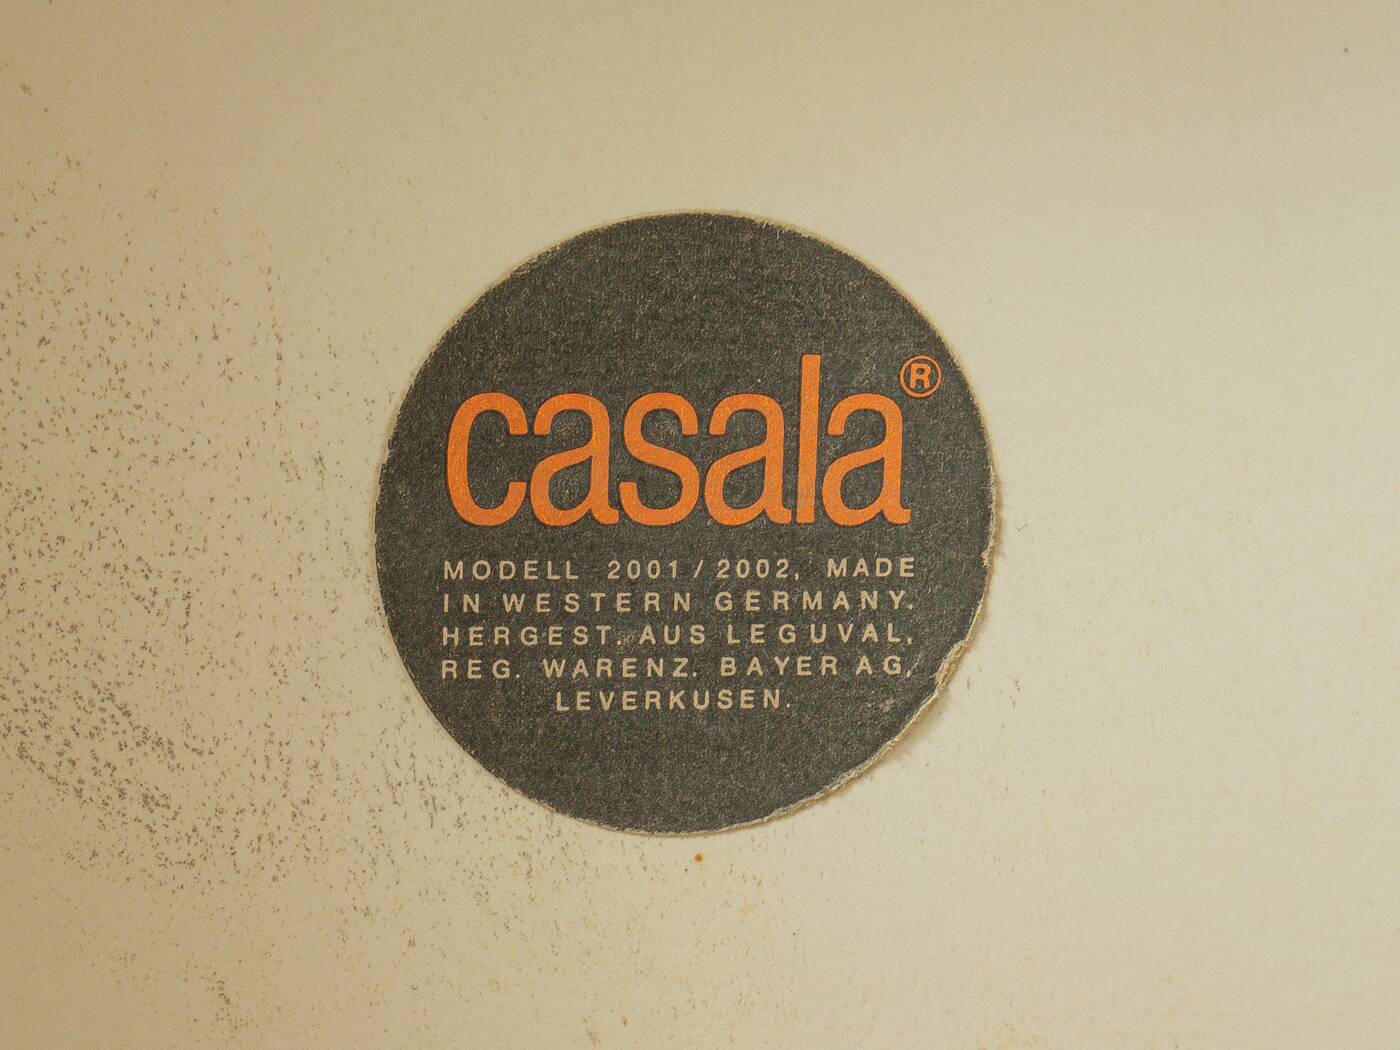 casala®
MODELL 2001/2002, MADE
IN WESTERN GERMANY.
HERGEST. AUS LEGUVAL,
REG. WARENZ. BAYER AG,
LEVERKUSEN.